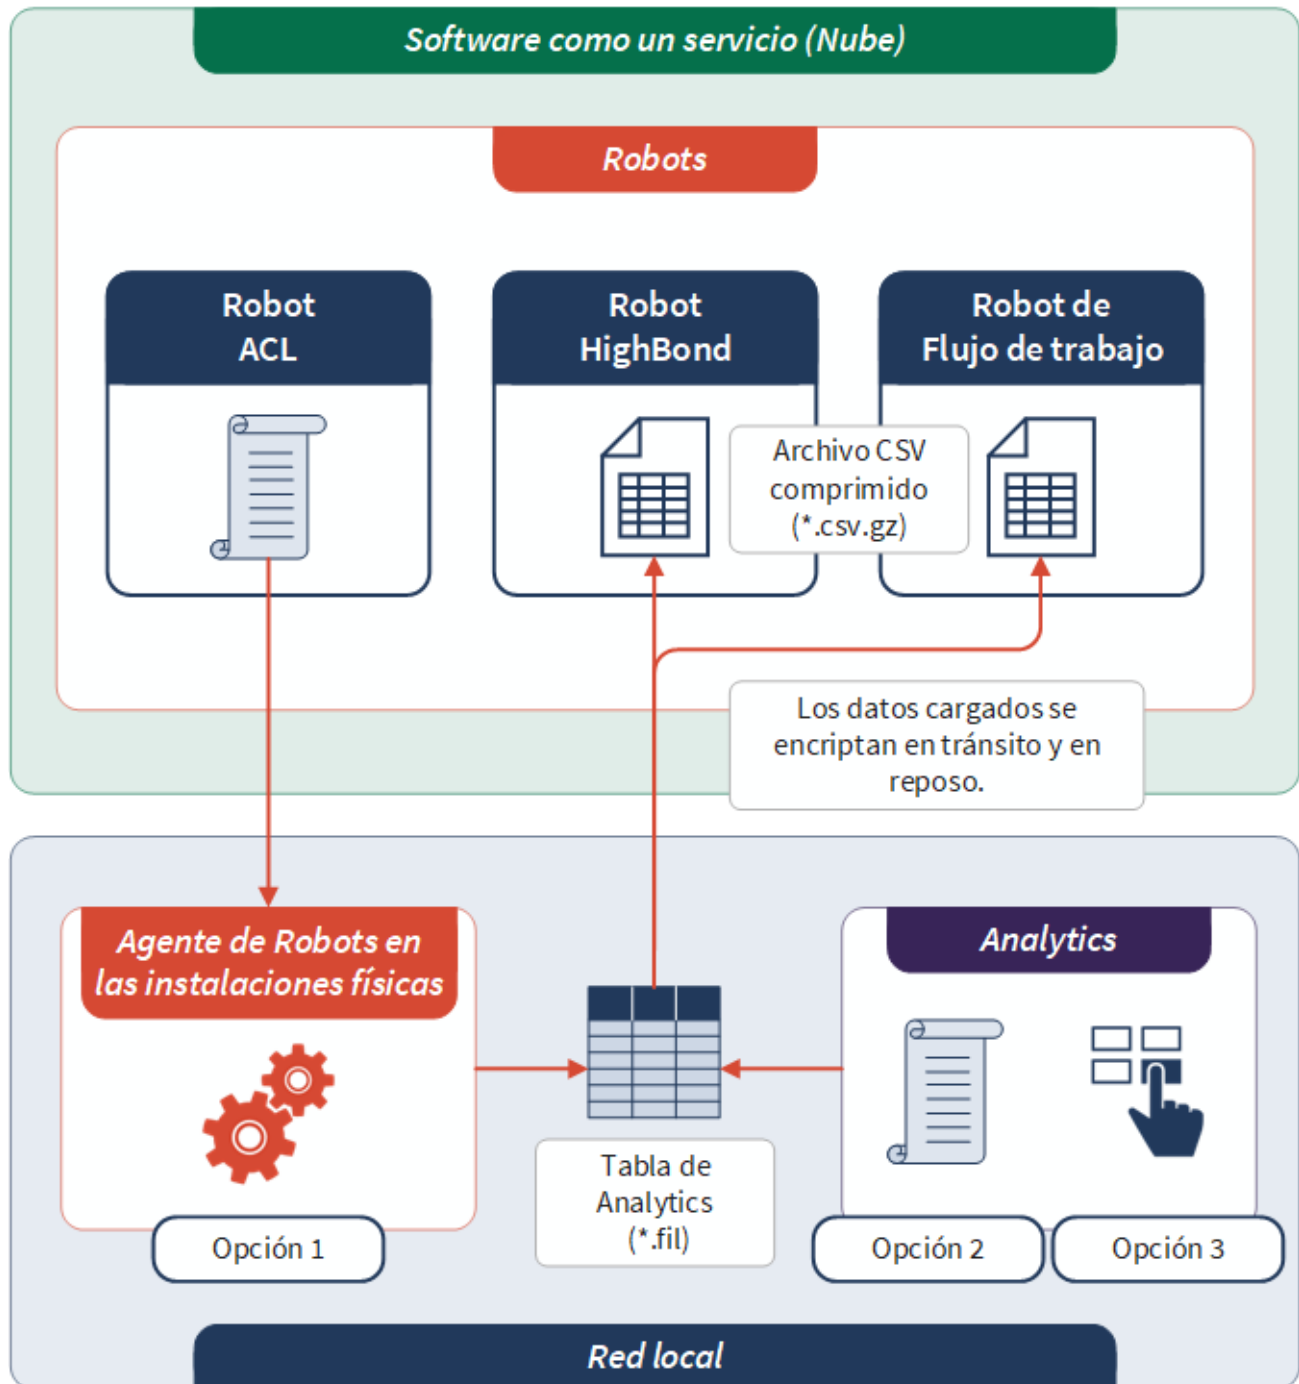 Software como un servicio (Nube)
Robots
Robot
ACL
Robot
HighBond
Robot de
Flujo de trabajo
Archivo CSV
comprimido
(*.csv.gz)
Los datos cargados se
encriptan en tránsito y en
reposo.
Agente de Robots en
las instalaciones físicas
Analytics
Tabla de
Analytics
(*.fil)
Opción 1
Opción 2
Opción 3
Red local